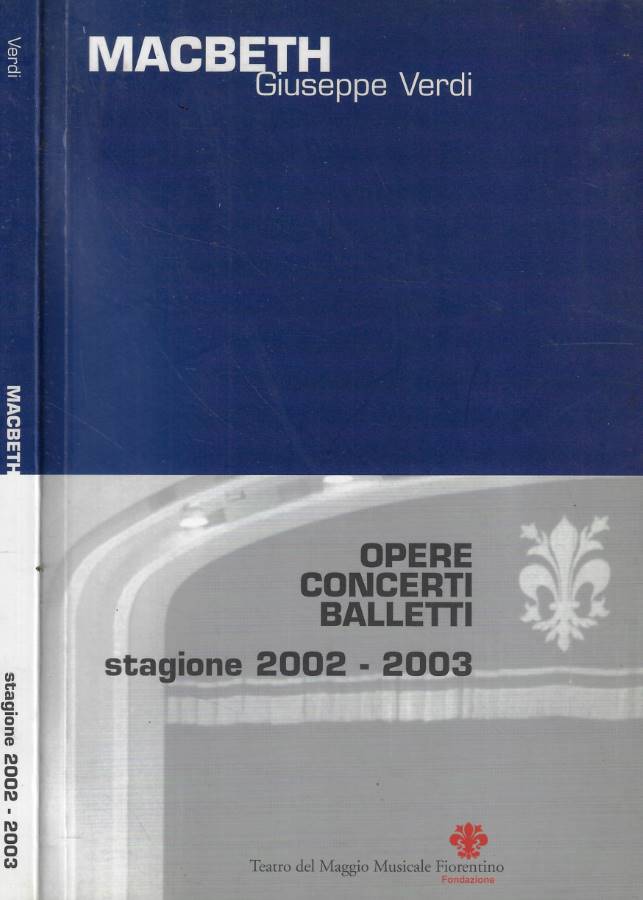 Verdi
MACBETH
stagione 2002 - 2003
MACBETH
Giuseppe Verdi
OPERE
CONCERTI
BALLETTI
stagione 2002 - 2003
Teatro del Maggio Musicale Fiorentino
Fondazione